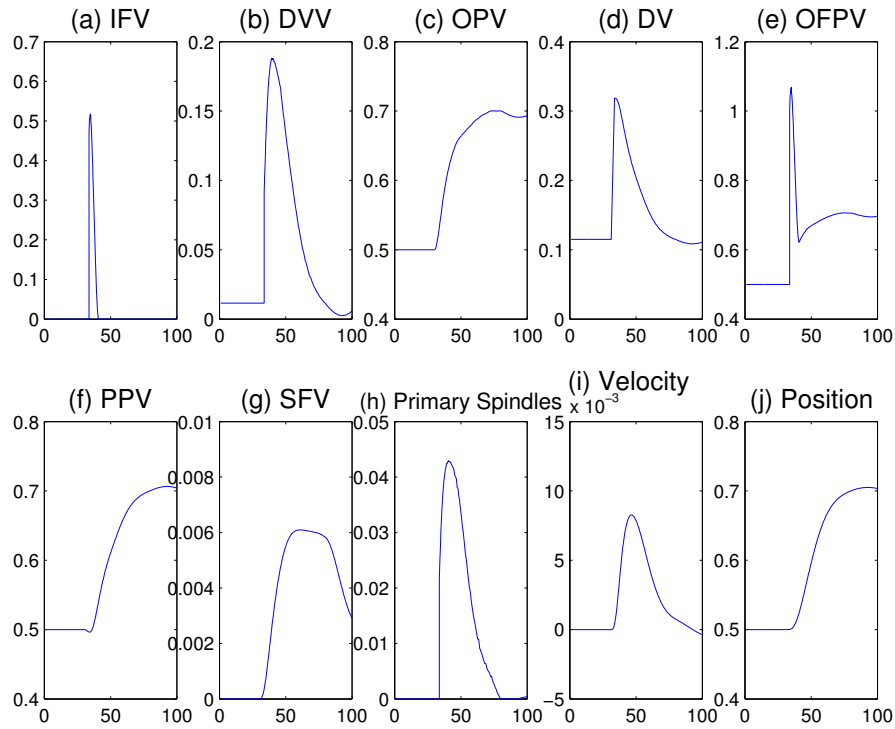 (a) IFV
(b) DVV
(c) OPV
(d) DV
(e) OFPV
0.7
0.6
0.5
0.4
0.3
0.2
0.1
0
0 50 100
0.2
0.15
0.1
0.05
0
0 50 100
0.8
0.7
0.6
0.5
0.4
0 50 100
0.4
0.3
0.2
0.1
0
0 50 100
1.2
1
0.8
0.6
0.4
0 50 100
(f) PPV
(g) SFV
(h) Primary Spindles
(i) Velocity
(j) Position
0.8
0.7
0.6
0.5
0.4
0 50 100
0.01
0.008
0.006
0.004
0.002
0
0 50 100
0.05
0.04
0.03
0.02
0.01
0
0 50 100
x 10⁻³
15
10
5
0
−5
0 50 100
0.8
0.7
0.6
0.5
0.4
0 50 100